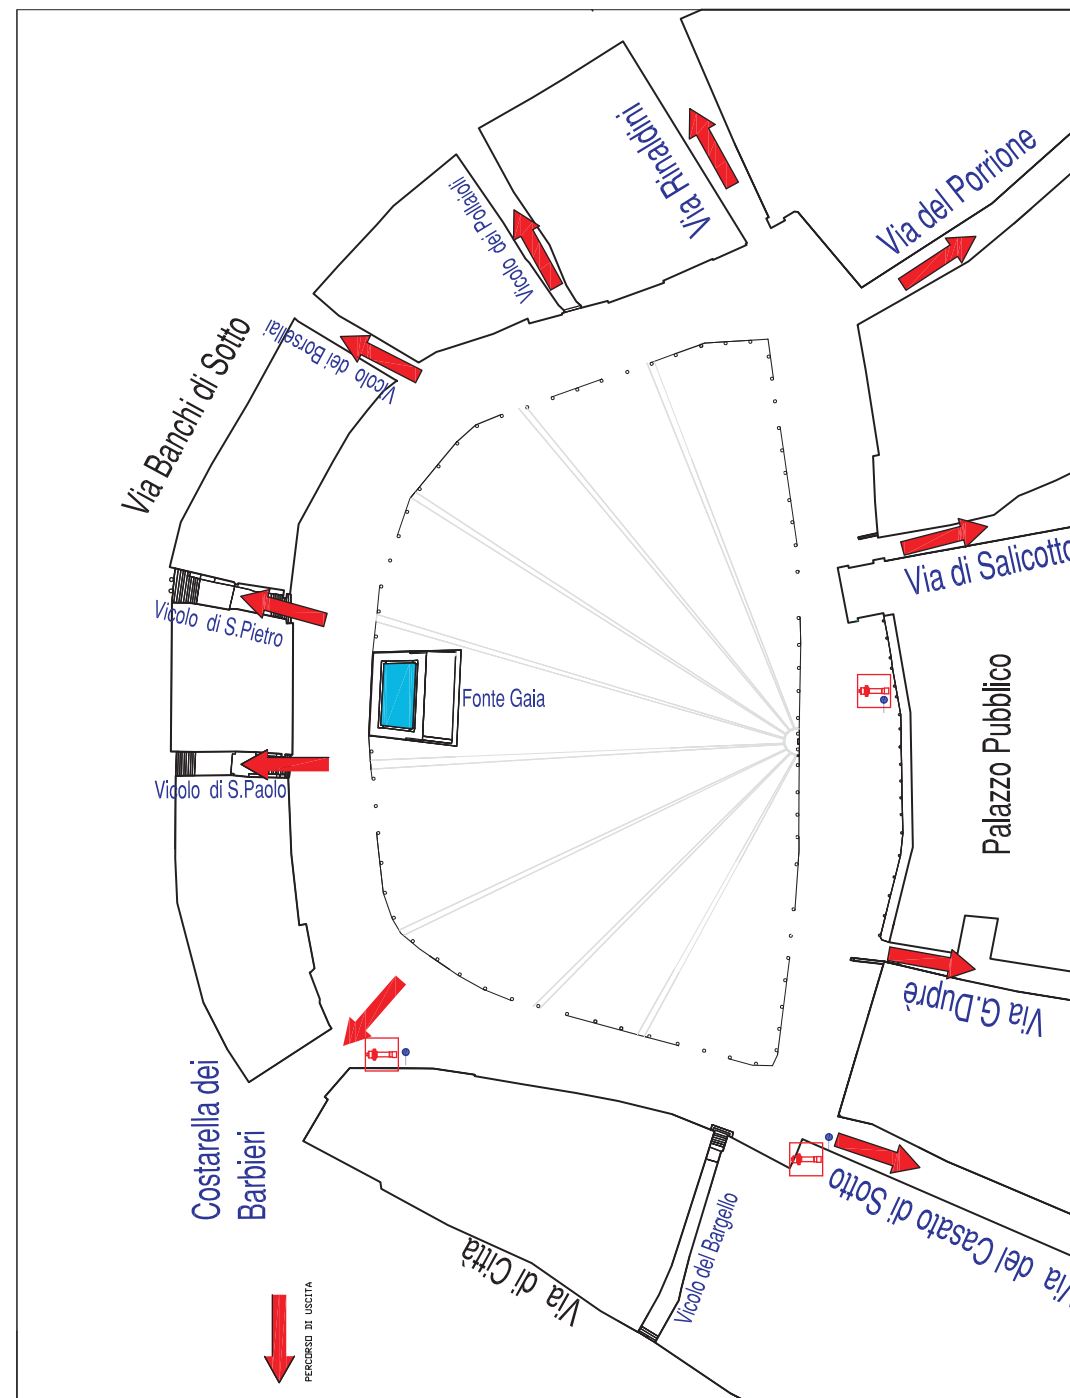 Via Rinaldini
Via del Porrione
Vicolo dei Pollaioli
Vicolo dei Borsellai
Via Banchi di Sotto
Via di Salicotto
Vicolo di S.Pietro
Fonte Gaia
Palazzo Pubblico
Vicolo di S.Paolo
Via G.Duprè
Costarella dei
Barbieri
Via del Casato di Sotto
Vicolo del Bargello
Via di Città
PERCORSO DI USCITA